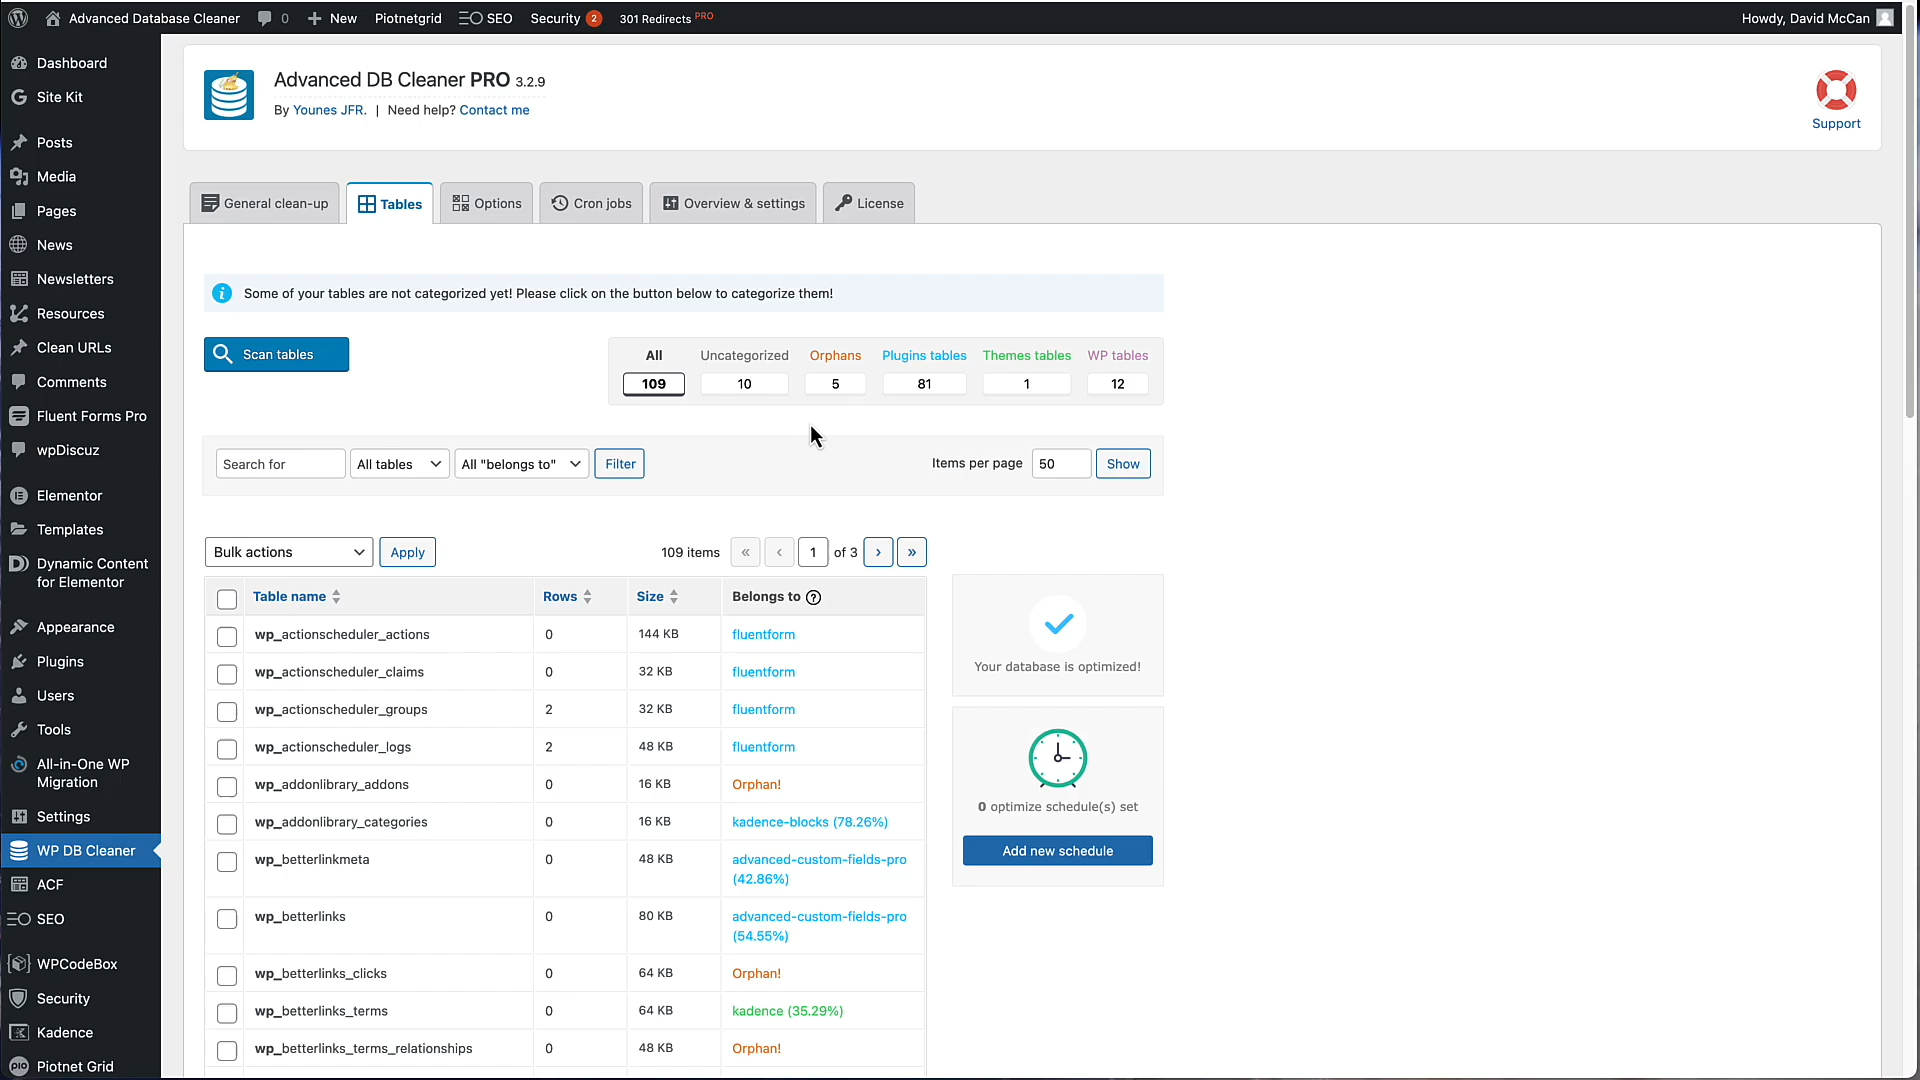 Advanced Database Cleaner 0 New Piotnetgrid SEO Security 2 301 Redirects PRO Howdy, David McCan
Dashboard
Site Kit
Posts
Media
Pages
News
Newsletters
Resources
Clean URLs
Comments
Fluent Forms Pro
wpDiscuz
Elementor
Templates
Dynamic Content
for Elementor
Appearance
Plugins
Users
Tools
All-in-One WP
Migration
Settings
WP DB Cleaner
ACF
SEO
WPCodeBox
Security
Kadence
Piotnet Grid
Advanced DB Cleaner PRO 3.2.9
By Younes JFR. | Need help? Contact me
Support
General clean-up Tables Options Cron jobs Overview & settings License
Some of your tables are not categorized yet! Please click on the button below to categorize them!
Scan tables
All Uncategorized Orphans Plugins tables Themes tables WP tables
109 10 5 81 1 12
Search for All tables All "belongs to" Filter Items per page 50 Show
Bulk actions Apply 109 items « ‹ 1 of 3 › »
Table name Rows Size Belongs to ?
wp_actionscheduler_actions 0 144 KB fluentform
wp_actionscheduler_claims 0 32 KB fluentform
wp_actionscheduler_groups 2 32 KB fluentform
wp_actionscheduler_logs 2 48 KB fluentform
wp_addonlibrary_addons 0 16 KB Orphan!
wp_addonlibrary_categories 0 16 KB kadence-blocks (78.26%)
wp_betterlinkmeta 0 48 KB advanced-custom-fields-pro
(42.86%)
wp_betterlinks 0 80 KB advanced-custom-fields-pro
(54.55%)
wp_betterlinks_clicks 0 64 KB Orphan!
wp_betterlinks_terms 0 64 KB kadence (35.29%)
wp_betterlinks_terms_relationships 0 48 KB Orphan!
Your database is optimized!
0 optimize schedule(s) set
Add new schedule